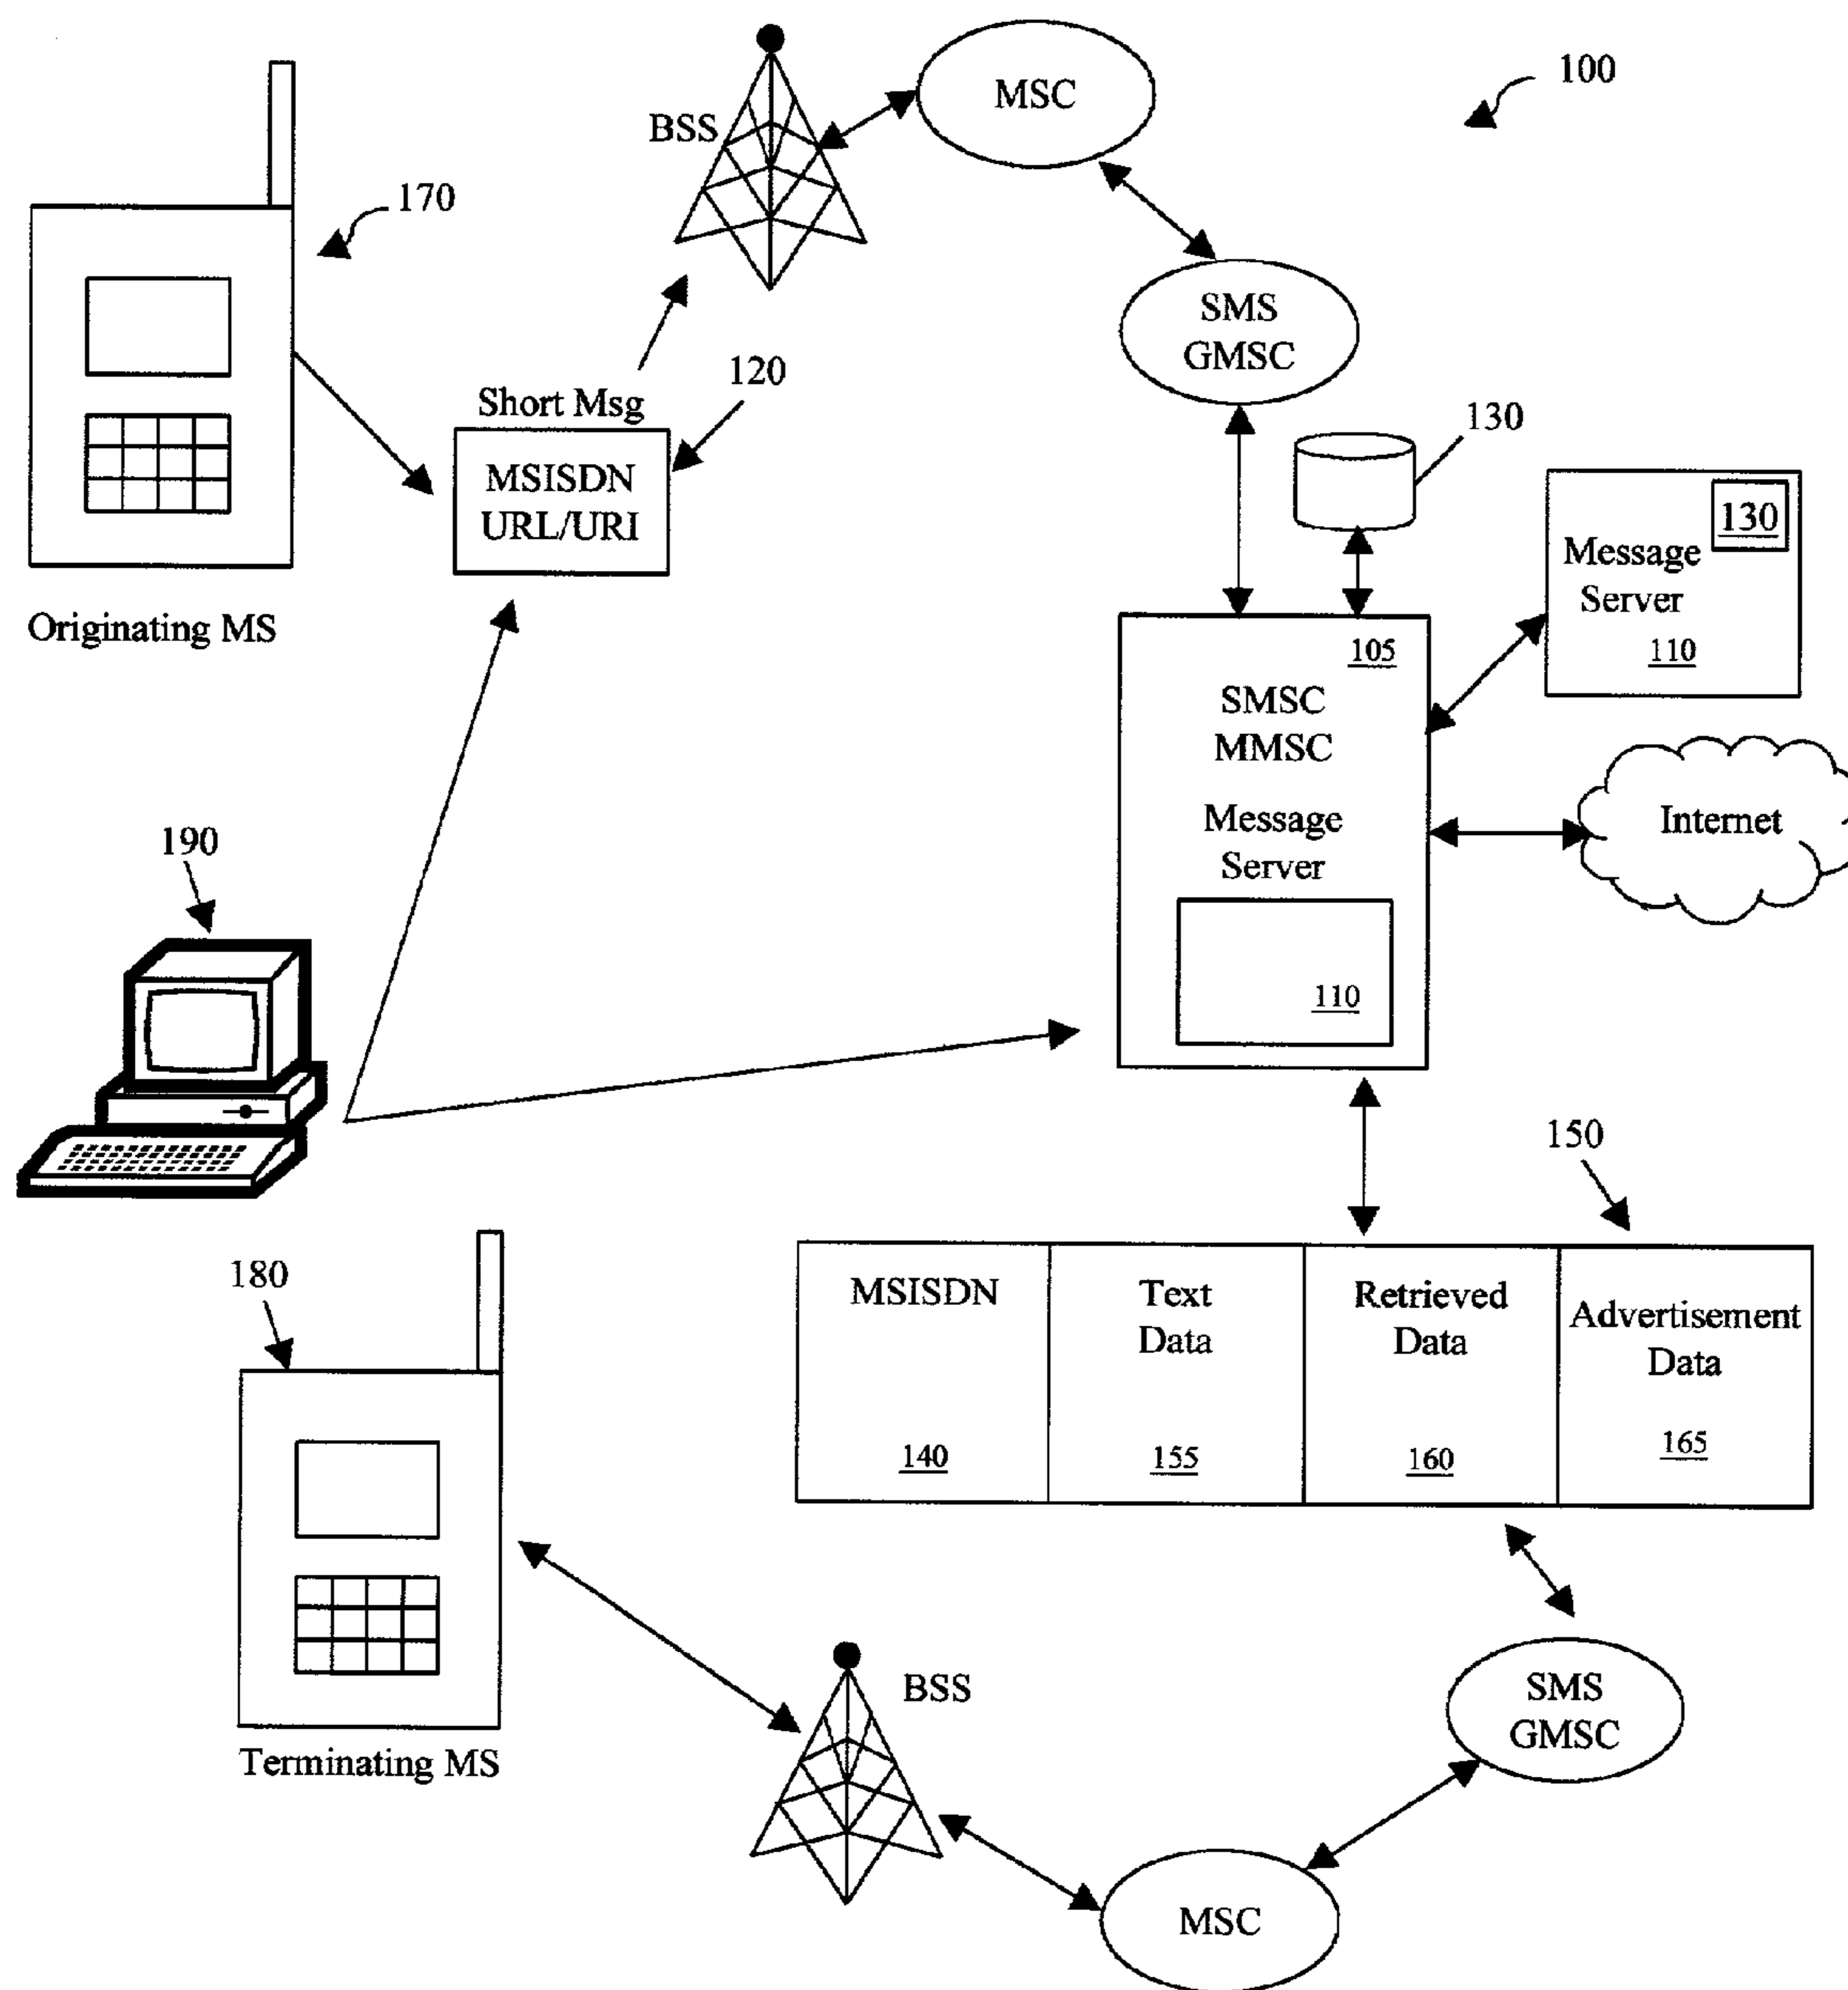 100
MSC
BSS
170
SMS
GMSC
120
Short Msg
MSISDN
URL/URI
130
130
Message
Server
110
Originating MS
105
SMSC
MMSC
Message
Server
110
Internet
190
150
180
MSISDN
140
Text
Data
155
Retrieved
Data
160
Advertisement
Data
165
Terminating MS
BSS
SMS
GMSC
MSC